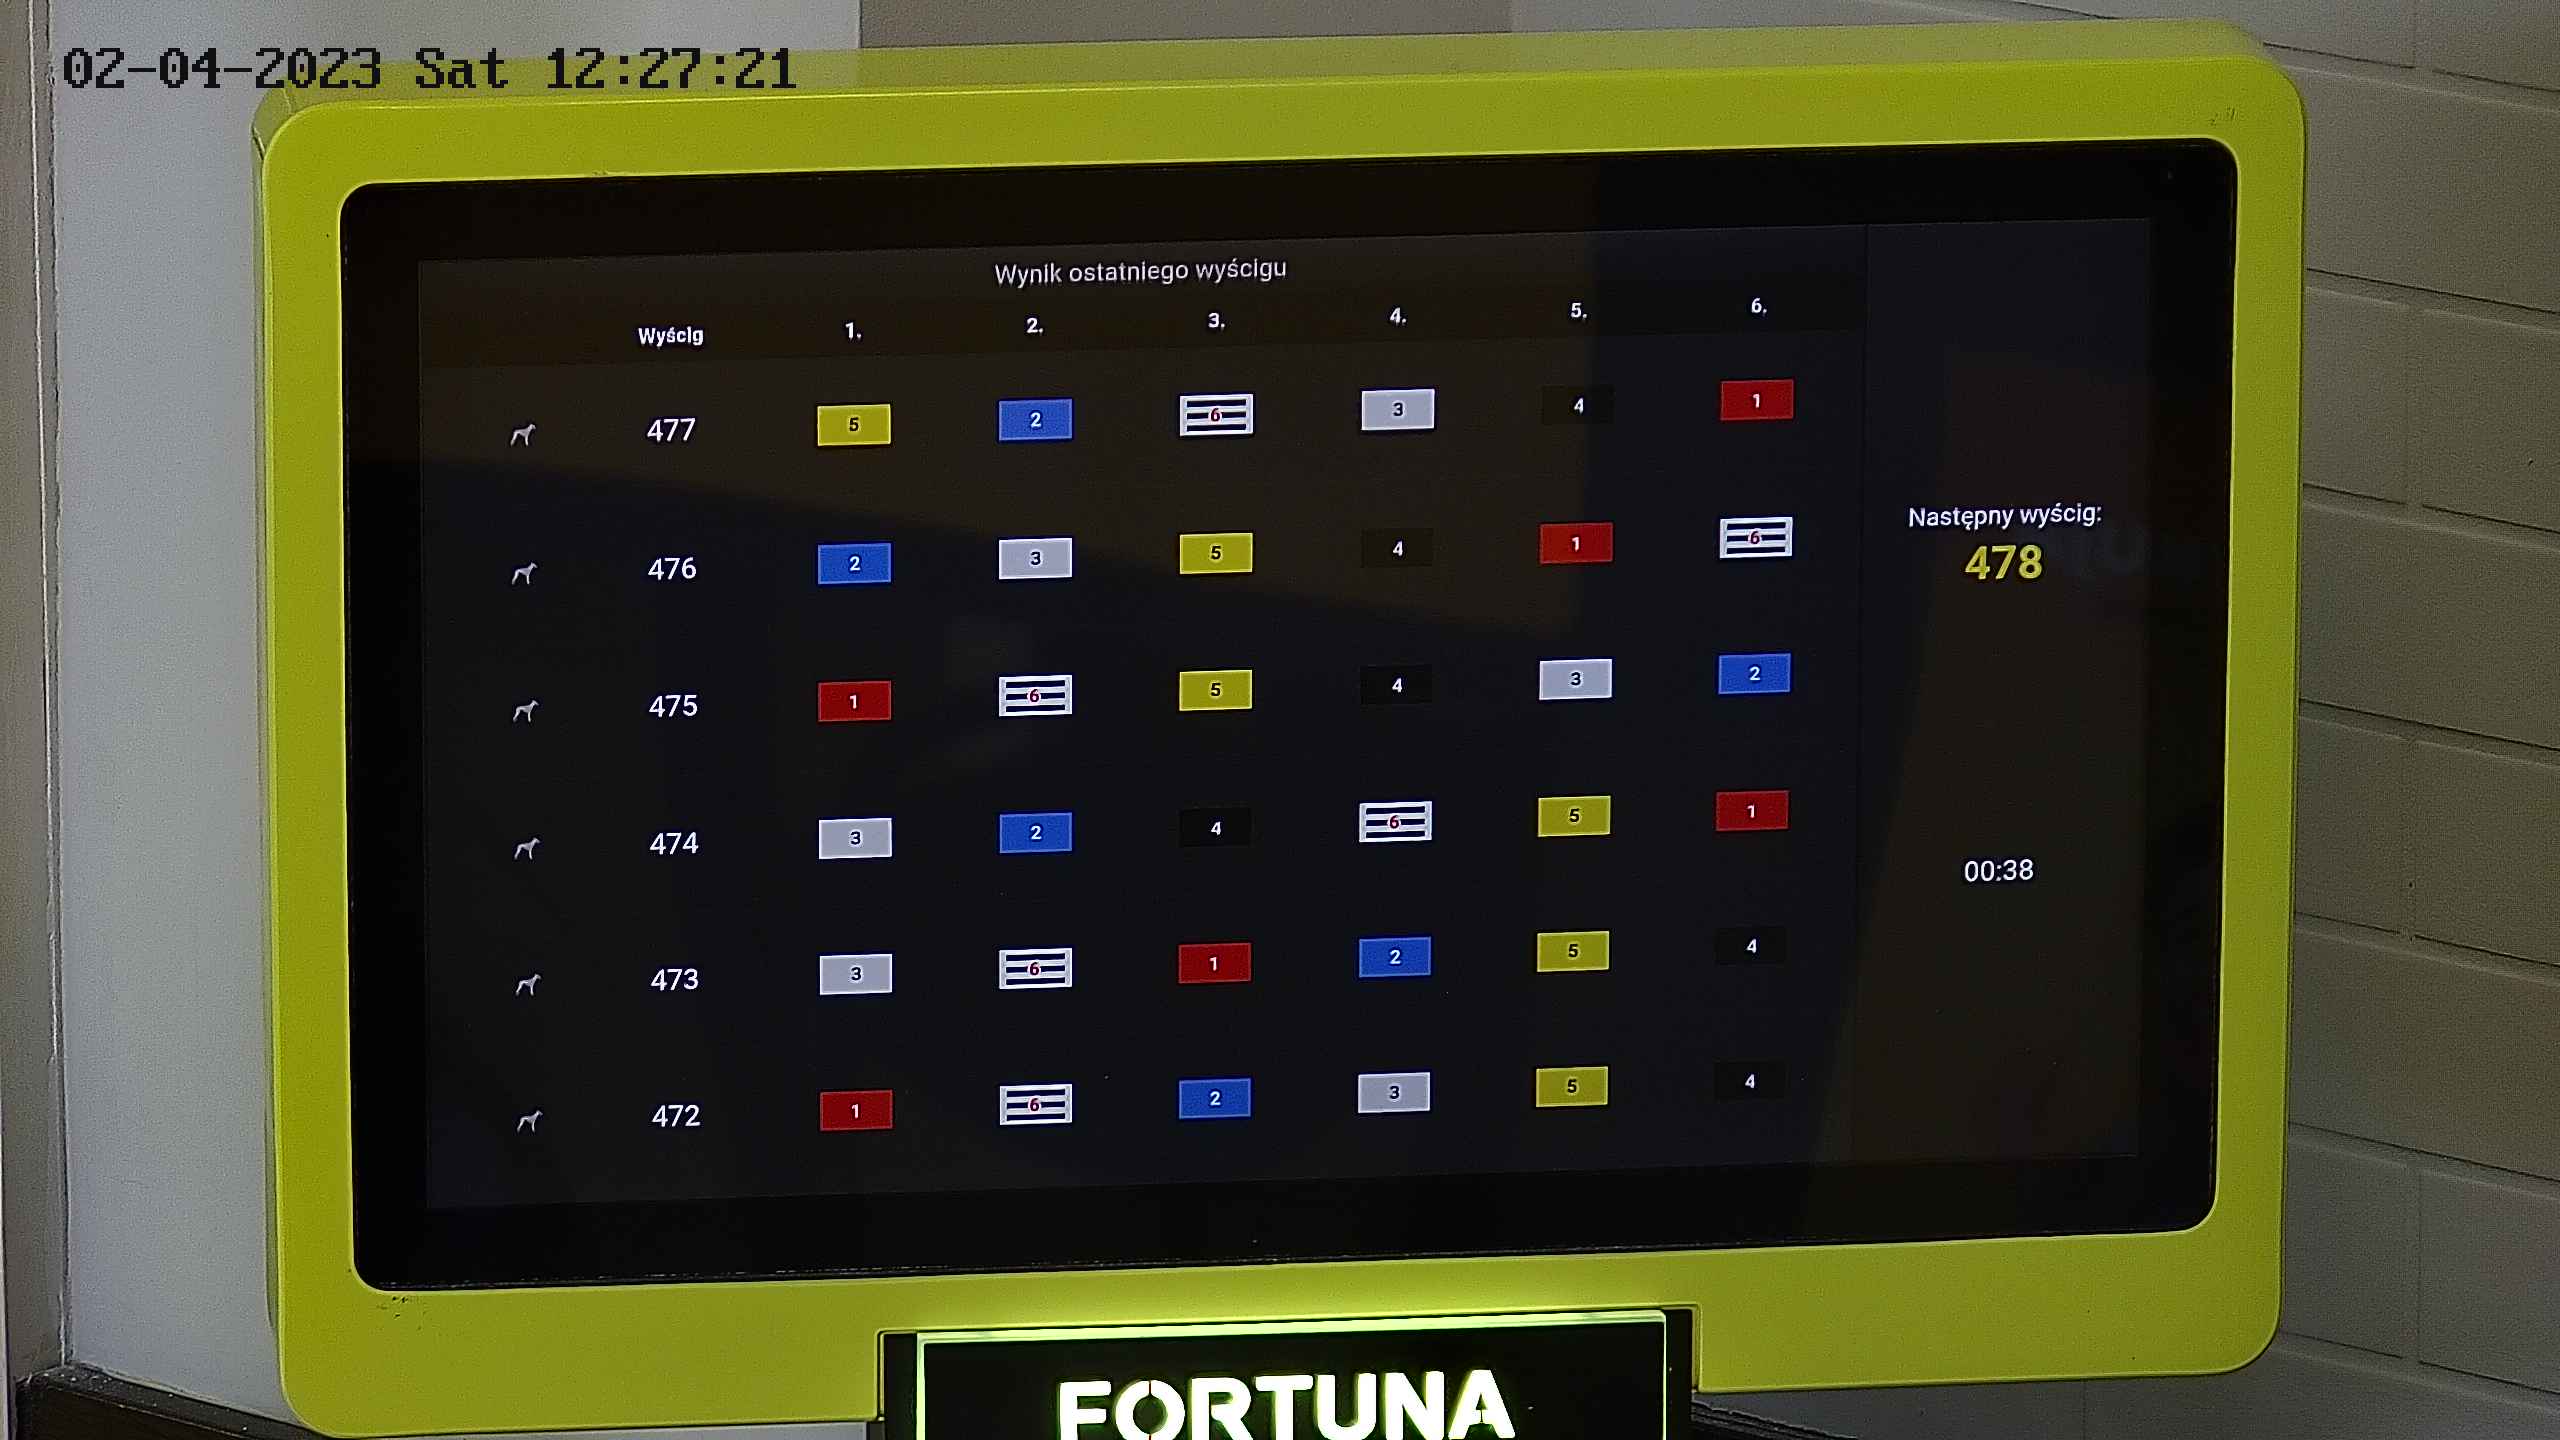 02-04-2023 Sat 12:27:21
Wynik ostatniego wyścigu
Wyścig 1. 2. 3. 4. 5. 6.
477 5 2 6 3 4 1
476 2 3 5 4 1 6
475 1 6 5 4 3 2
474 3 2 4 6 5 1
473 3 6 1 2 5 4
472 1 6 2 3 5 4
Następny wyścig:
478
00:38
FORTUNA